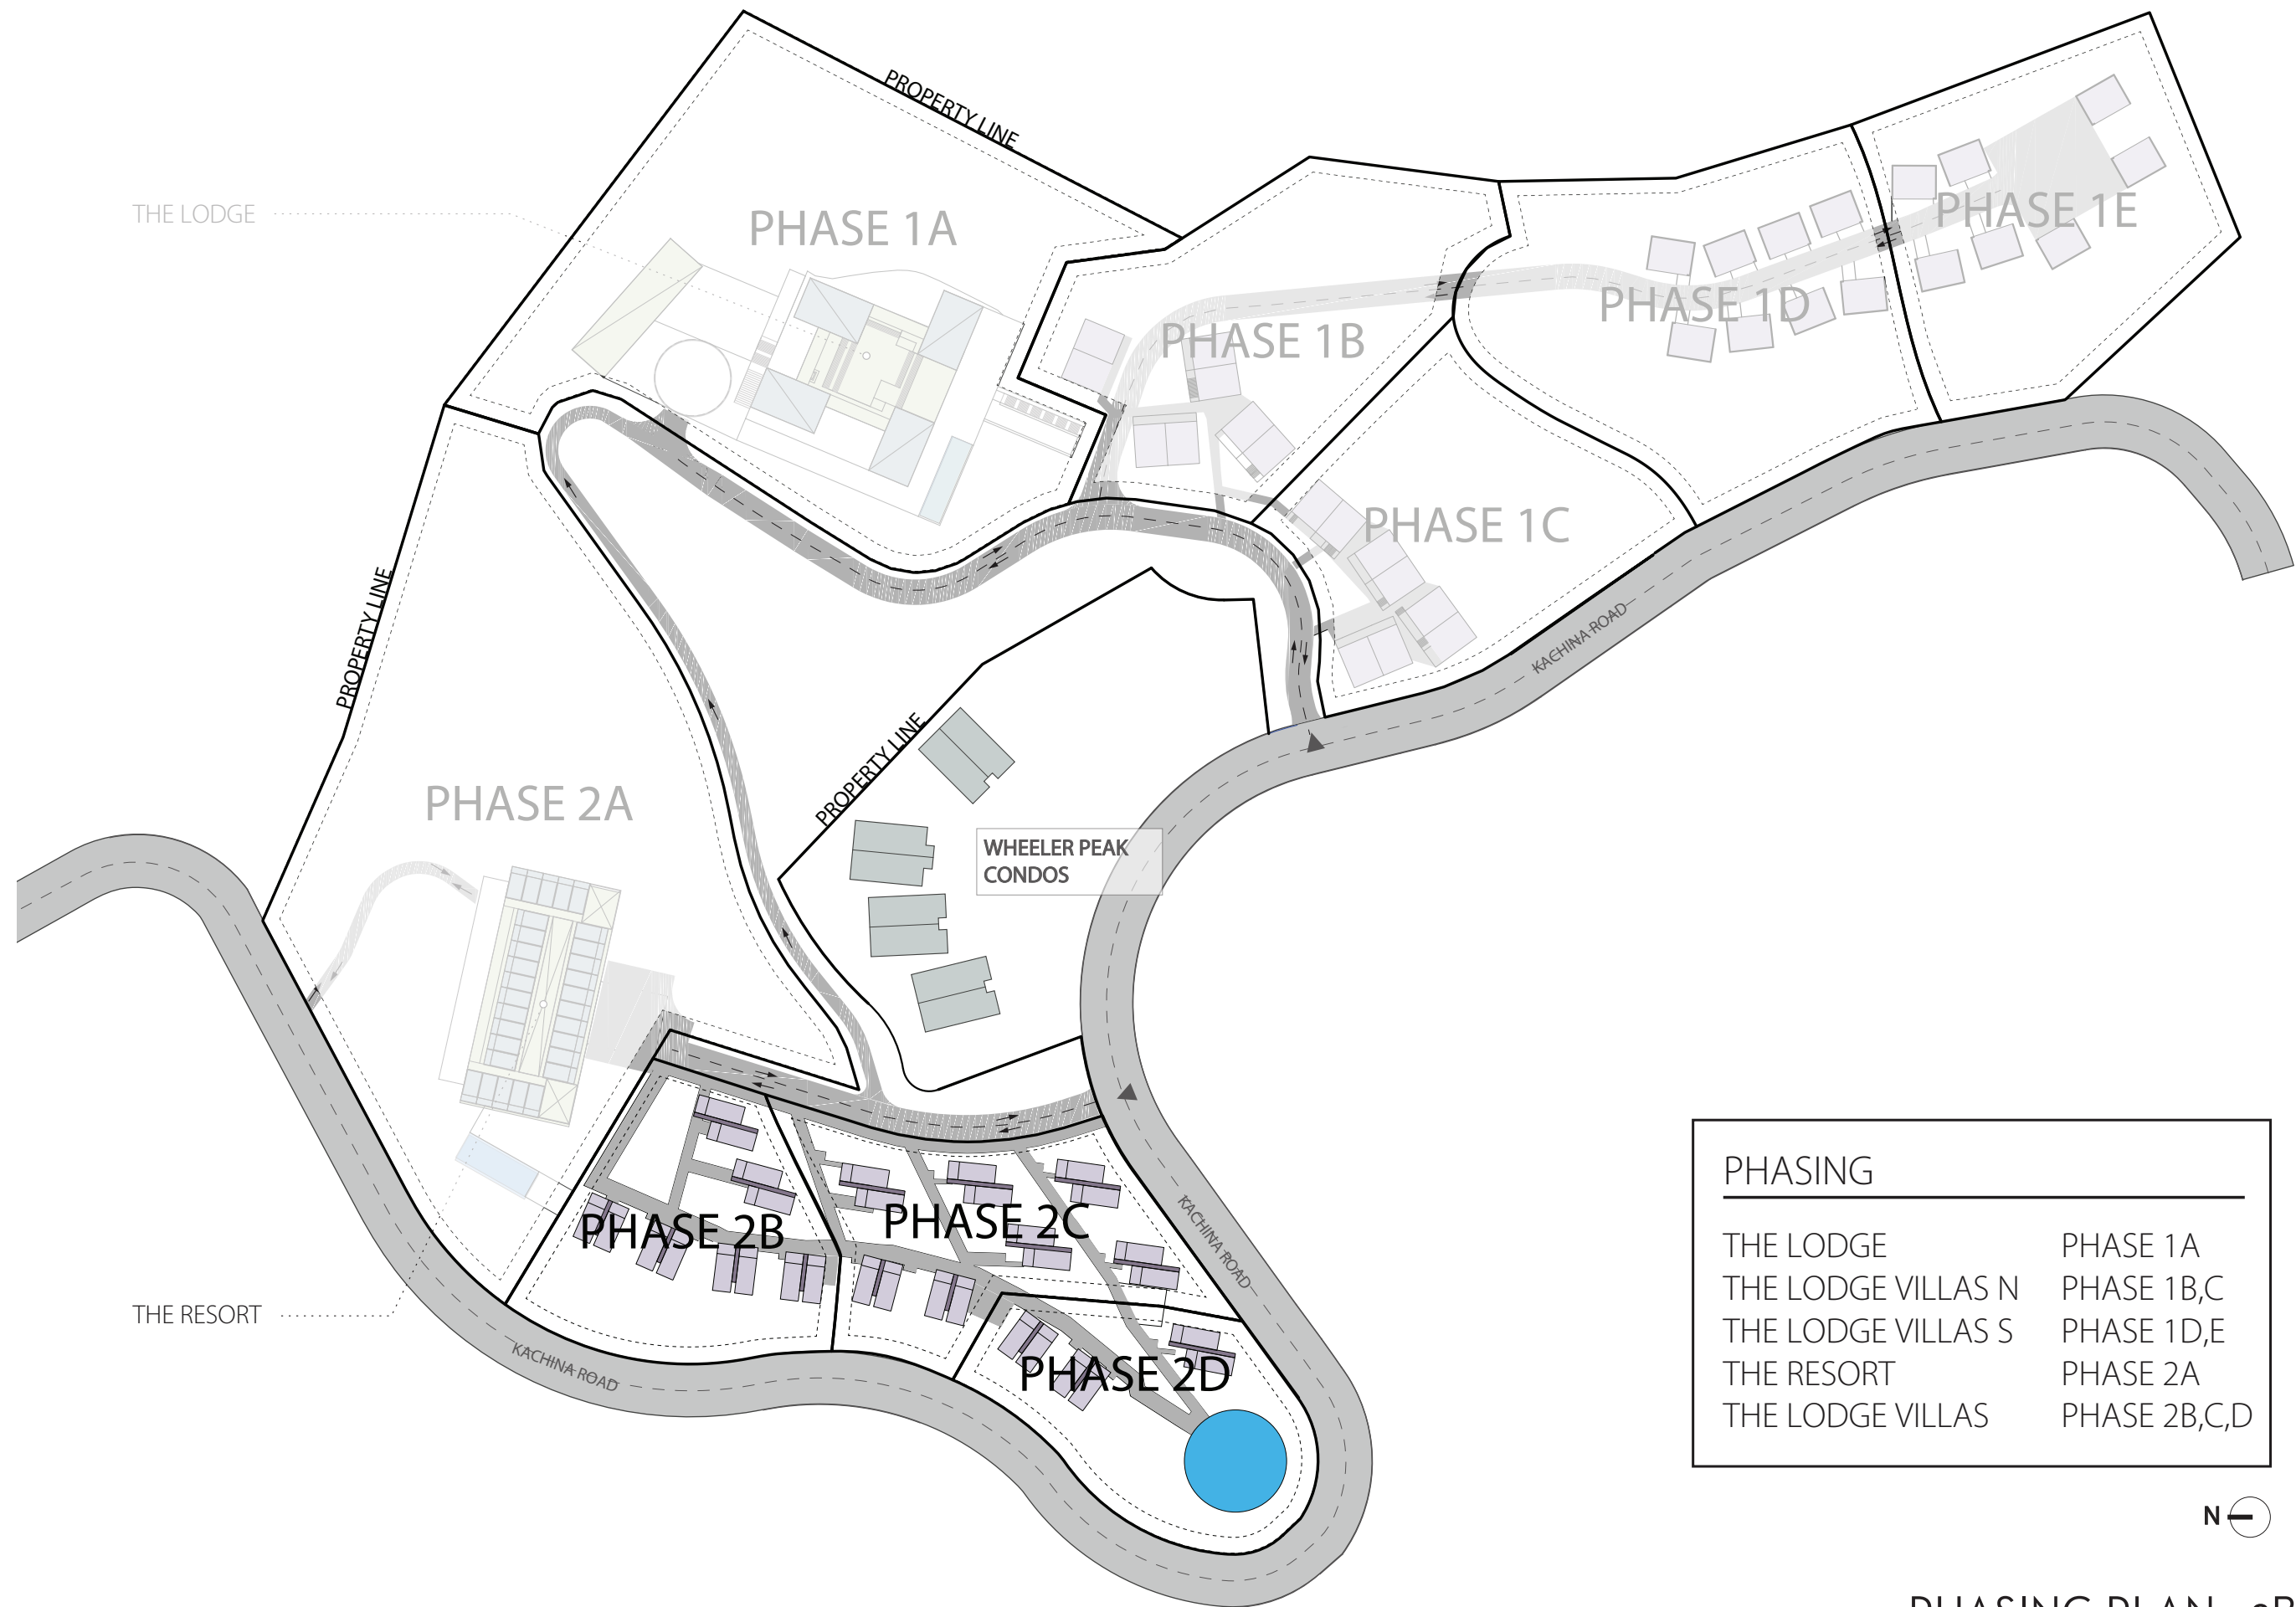 PROPERTY LINE
THE LODGE
PHASE 1A
PHASE 1E
PHASE 1D
PHASE 1B
PHASE 1C
PROPERTY LINE
KACHINA ROAD
PROPERTY LINE
PHASE 2A
WHEELER PEAK
CONDOS
PHASE 2B
PHASE 2C
KACHINA ROAD
THE RESORT
KACHINA ROAD
PHASE 2D
PHASING
THE LODGE PHASE 1A
THE LODGE VILLAS N PHASE 1B,C
THE LODGE VILLAS S PHASE 1D,E
THE RESORT PHASE 2A
THE LODGE VILLAS PHASE 2B,C,D
N
PHASING PLAN